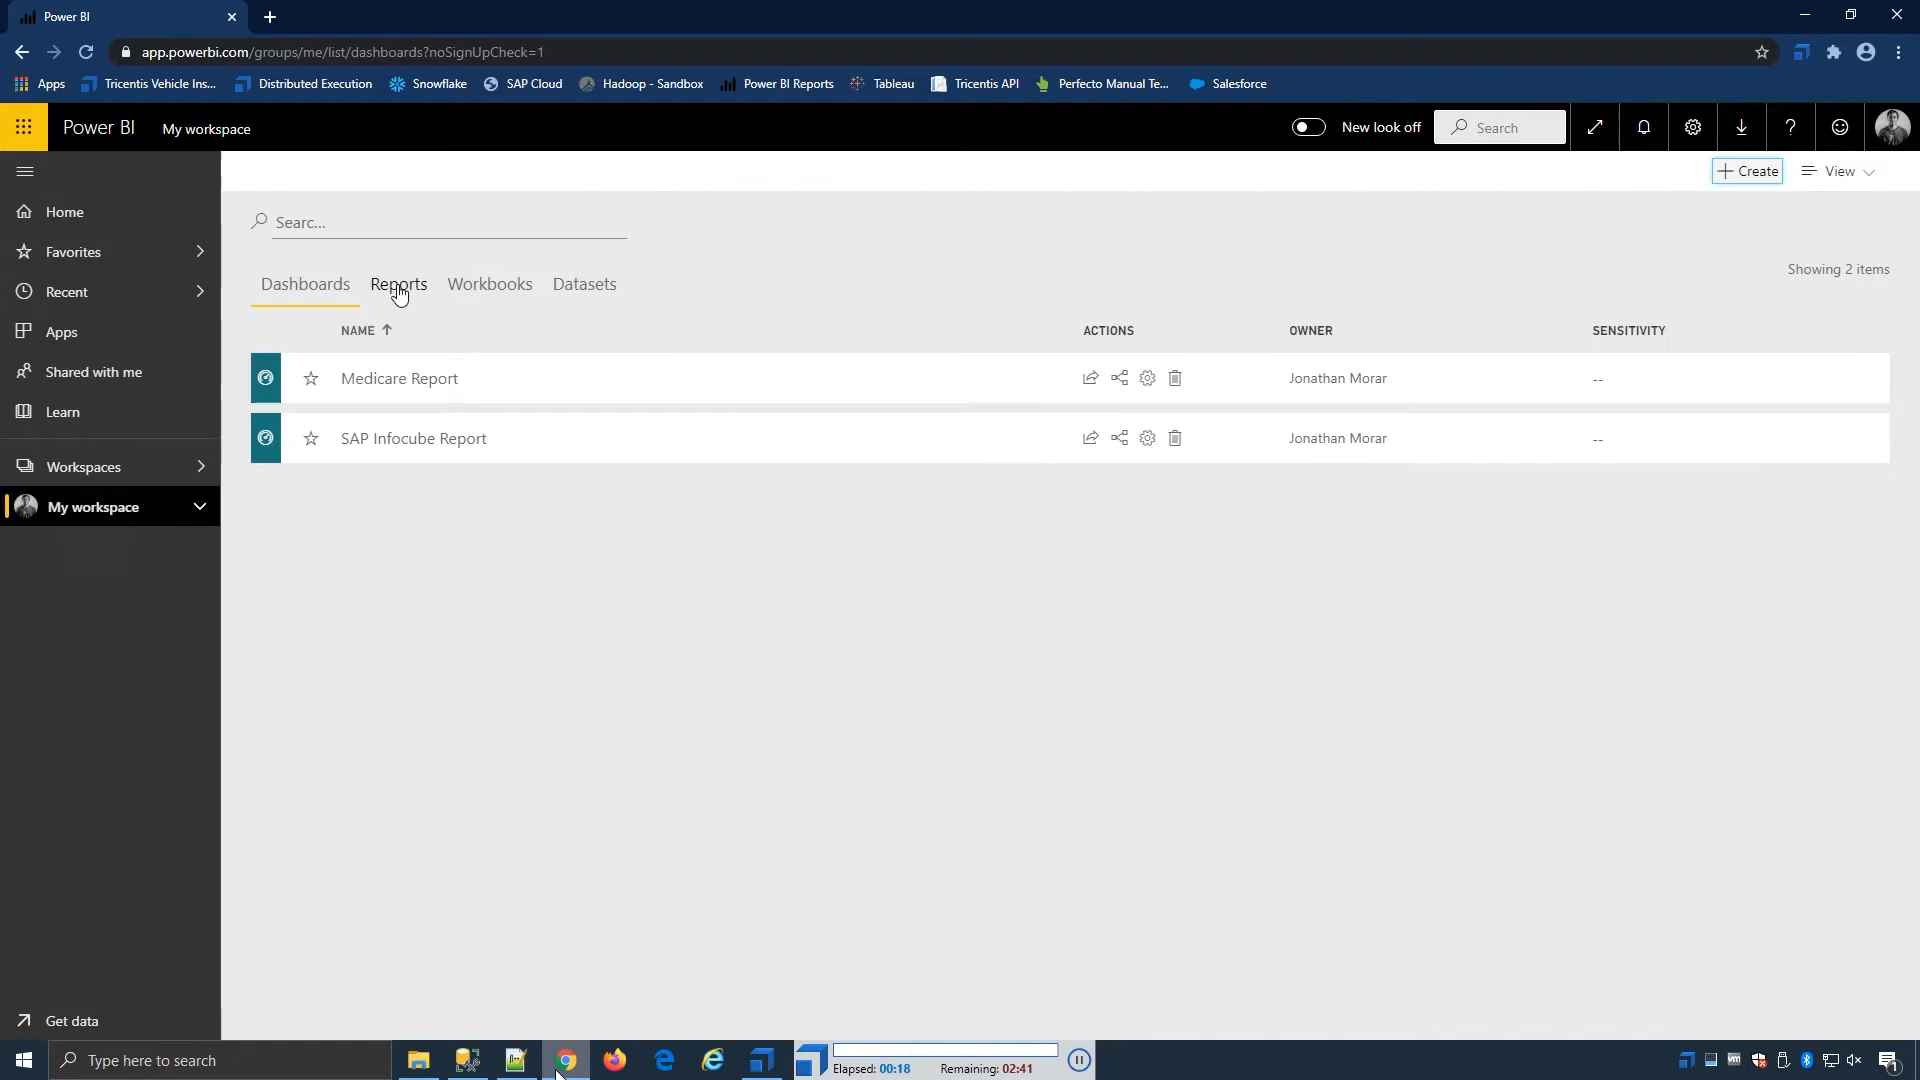 Power BI
app.powerbi.com/groups/me/list/dashboards?noSignUpCheck=1
Apps Tricentis Vehicle Ins... Distributed Execution Snowflake SAP Cloud Hadoop - Sandbox Power BI Reports Tableau Tricentis API Perfecto Manual Te... Salesforce
Power BI My workspace New look off Search
Create View
Home
Favorites
Recent
Apps
Shared with me
Learn
Workspaces
My workspace
Get data
Searc...
Dashboards Reports Workbooks Datasets
Showing 2 items
NAME ACTIONS OWNER SENSITIVITY
Medicare Report Jonathan Morar --
SAP Infocube Report Jonathan Morar --
Type here to search
Elapsed: 00:18 Remaining: 02:41
1